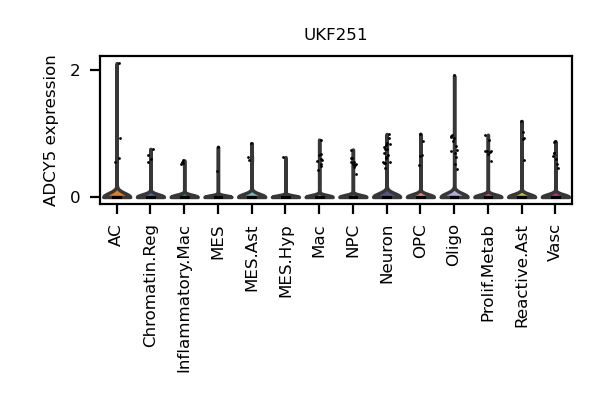 UKF251
ADCY5 expression
2
0
AC
Chromatin.Reg
Inflammatory.Mac
MES
MES.Ast
MES.Hyp
Mac
NPC
Neuron
OPC
Oligo
Prolif.Metab
Reactive.Ast
Vasc